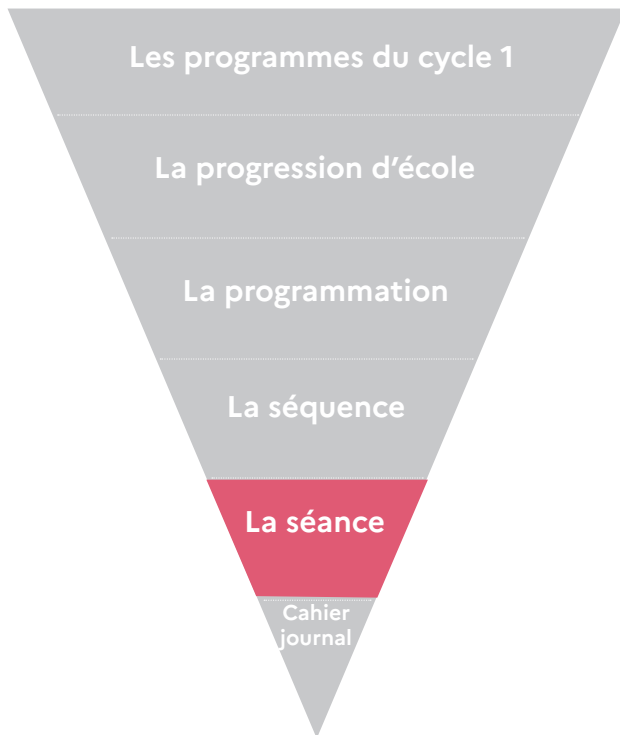 Les programmes du cycle 1
La progression d’école
La programmation
La séquence
La séance
Cahier
journal